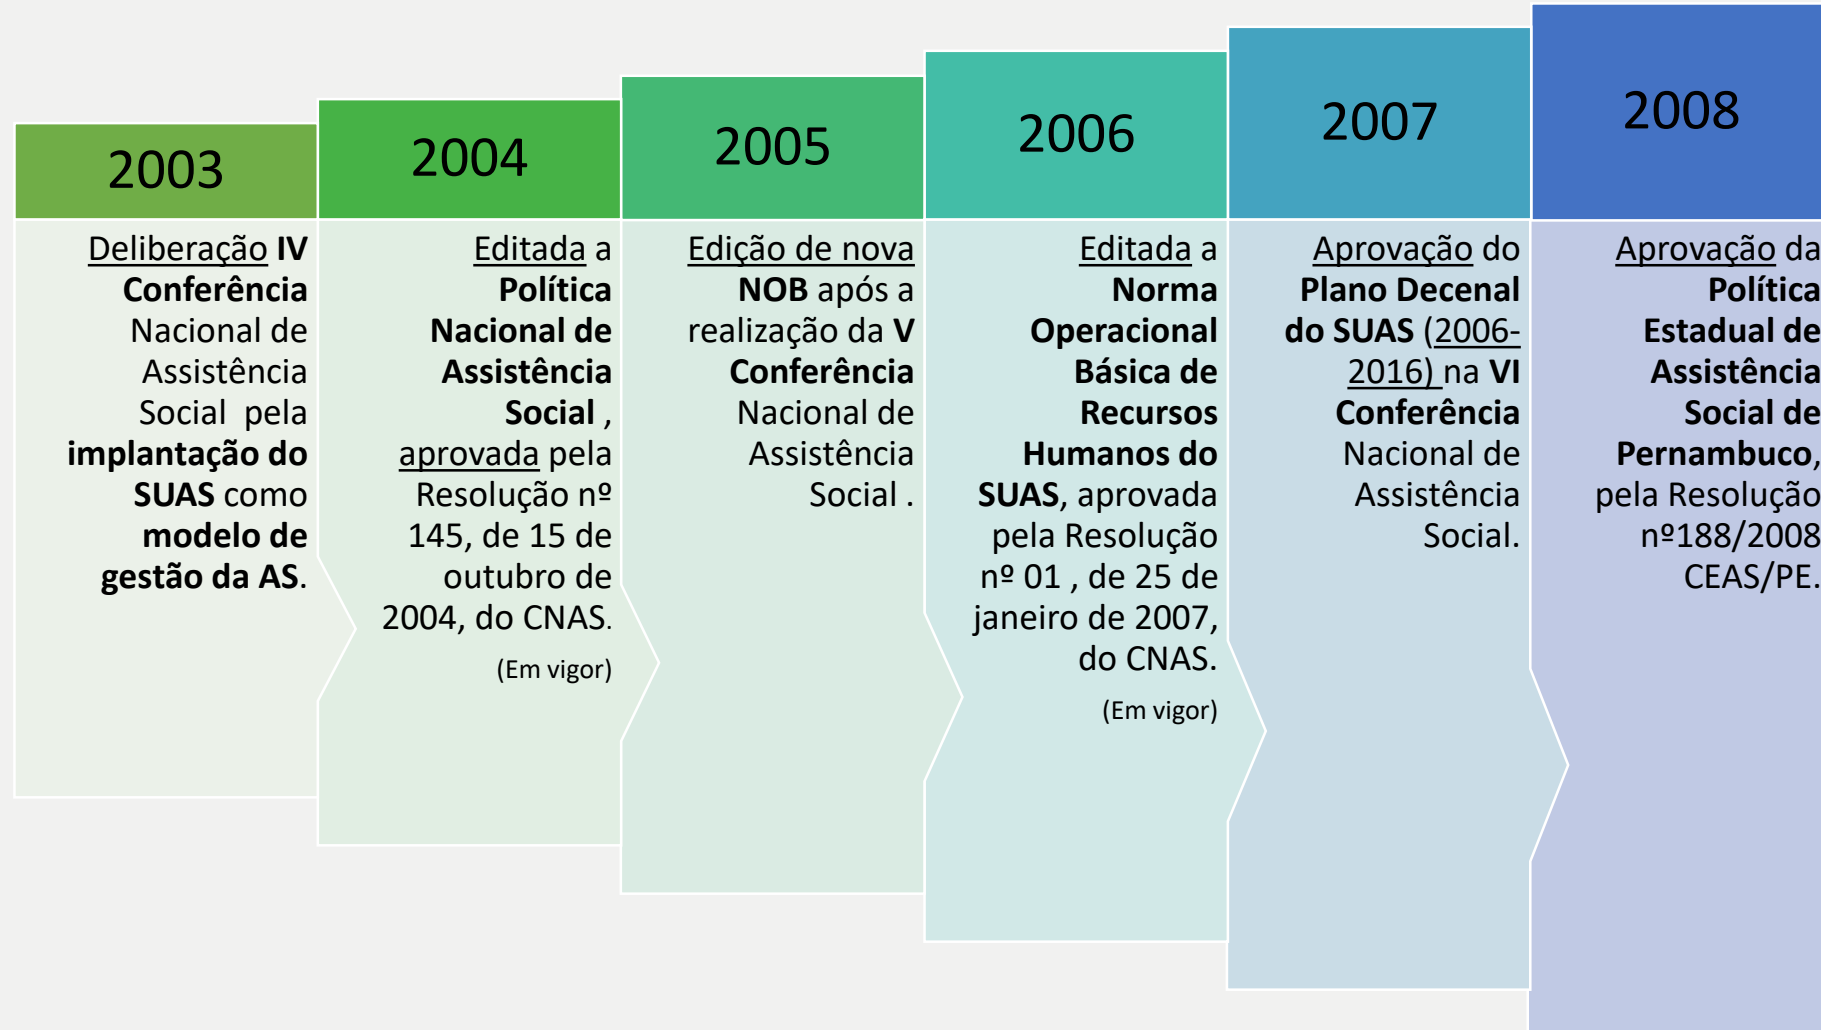 2003
Deliberação IV
Conferência
Nacional de
Assistência
Social pela
implantação do
SUAS como
modelo de
gestão da AS.
2004
Editada a
Política
Nacional de
Assistência
Social ,
aprovada pela
Resolução nº
145, de 15 de
outubro de
2004, do CNAS.
(Em vigor)
2005
Edição de nova
NOB após a
realização da V
Conferência
Nacional de
Assistência
Social .
2006
Editada a
Norma
Operacional
Básica de
Recursos
Humanos do
SUAS, aprovada
pela Resolução
nº 01 , de 25 de
janeiro de 2007,
do CNAS.
(Em vigor)
2007
Aprovação do
Plano Decenal
do SUAS (2006-
2016) na VI
Conferência
Nacional de
Assistência
Social.
2008
Aprovação da
Política
Estadual de
Assistência
Social de
Pernambuco,
pela Resolução
nº188/2008
CEAS/PE.